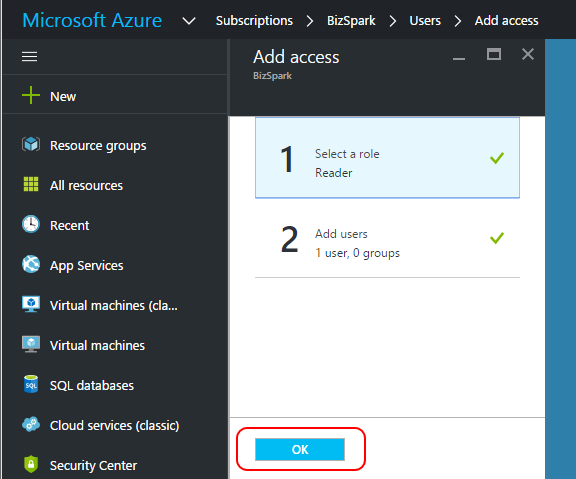 Microsoft Azure Subscriptions > BizSpark > Users > Add access
Add access
BizSpark
New
Resource groups
All resources
Recent
App Services
Virtual machines (cla...
Virtual machines
SQL databases
Cloud services (classic)
Security Center
1 Select a role
Reader
2 Add users
1 user, 0 groups
OK